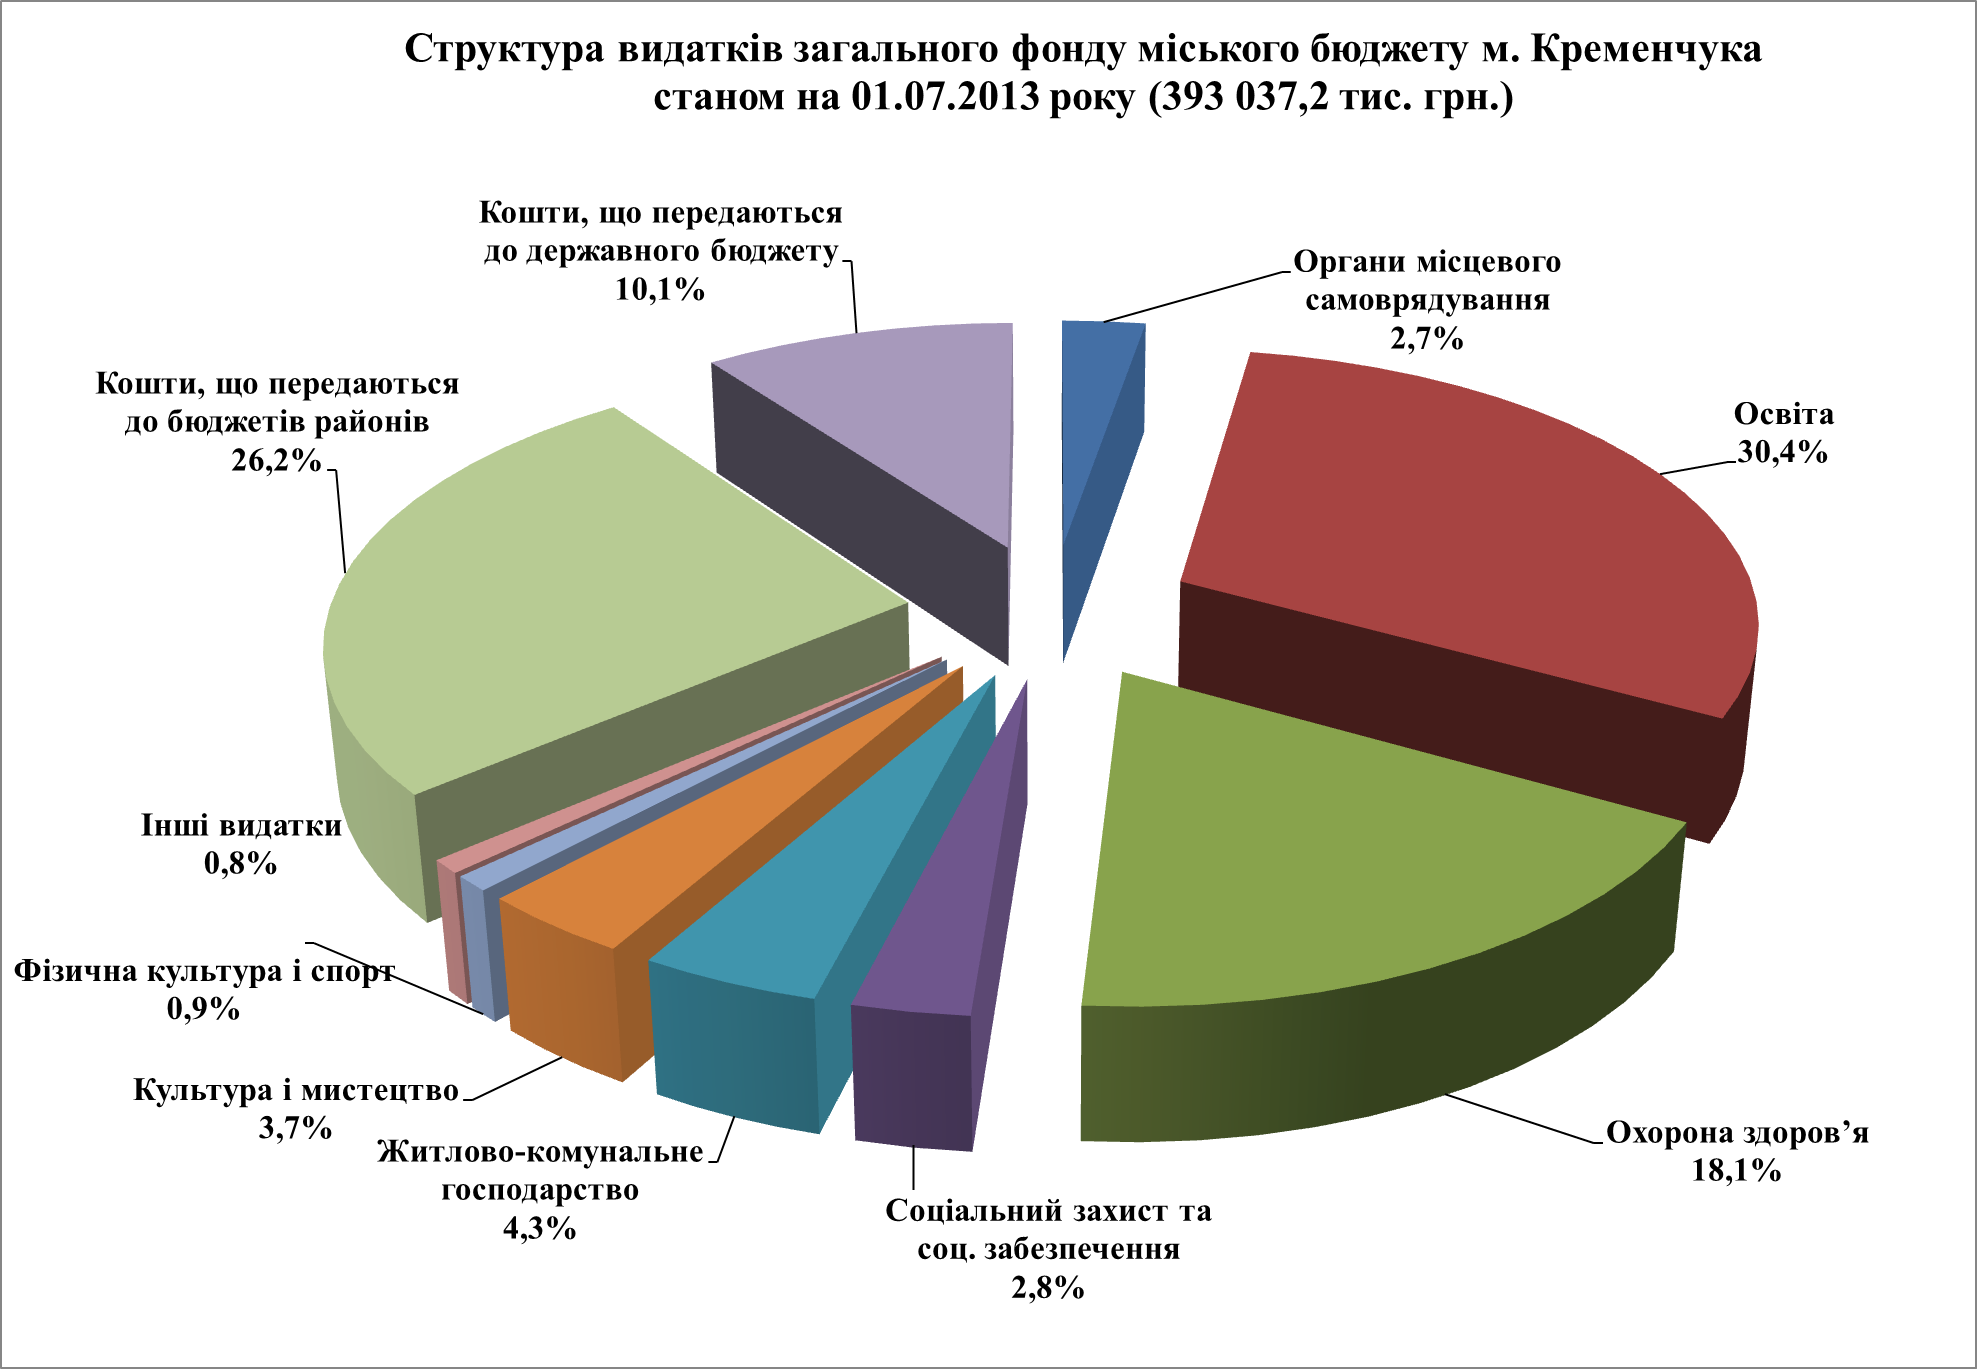 Структура видатків загального фонду міського бюджету м. Кременчука
станом на 01.07.2013 року (393 037,2 тис. грн.)
Кошти, що передаються
до державного бюджету
10,1%
Органи місцевого
самоврядування
2,7%
Кошти, що передаються
до бюджетів районів
26,2%
Освіта
30,4%
Інші видатки
0,8%
Фізична культура і спорт
0,9%
Культура і мистецтво
3,7%
Житлово-комунальне
господарство
4,3%
Соціальний захист та
соц. забезпечення
2,8%
Охорона здоров’я
18,1%